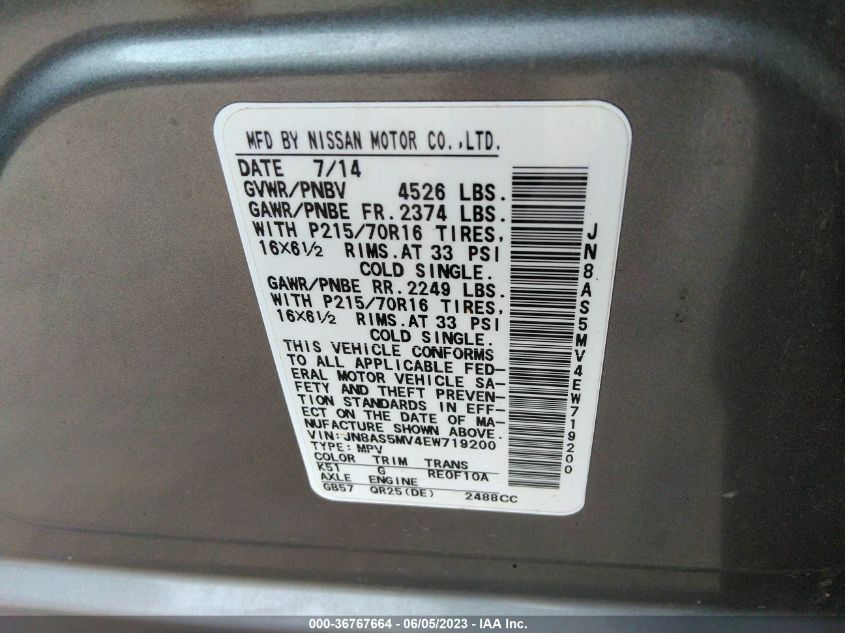 MFD BY NISSAN MOTOR CO.,LTD.
DATE 7/14
GVWR/PNBV 4526 LBS.
GAWR/PNBE FR. 2374 LBS.
WITH P215/70R16 TIRES,
16X6½ RIMS. AT 33 PSI
COLD SINGLE.
GAWR/PNBE RR. 2249 LBS.
WITH P215/70R16 TIRES,
16X6½ RIMS. AT 33 PSI
COLD SINGLE.
THIS VEHICLE CONFORMS
TO ALL APPLICABLE FED-
ERAL MOTOR VEHICLE SA-
FETY AND THEFT PREVEN-
TION STANDARDS IN EFF-
ECT ON THE DATE OF MA-
NUFACTURE SHOWN ABOVE.
VIN:JN8AS5MV4EW719200
TYPE: MPV
COLOR TRIM TRANS
K51 G RE0F10A
AXLE ENGINE
GB57 QR25(DE) 2488CC
JN8AS5MV4EW719200
000-36767664 - 06/05/2023 - IAA Inc.